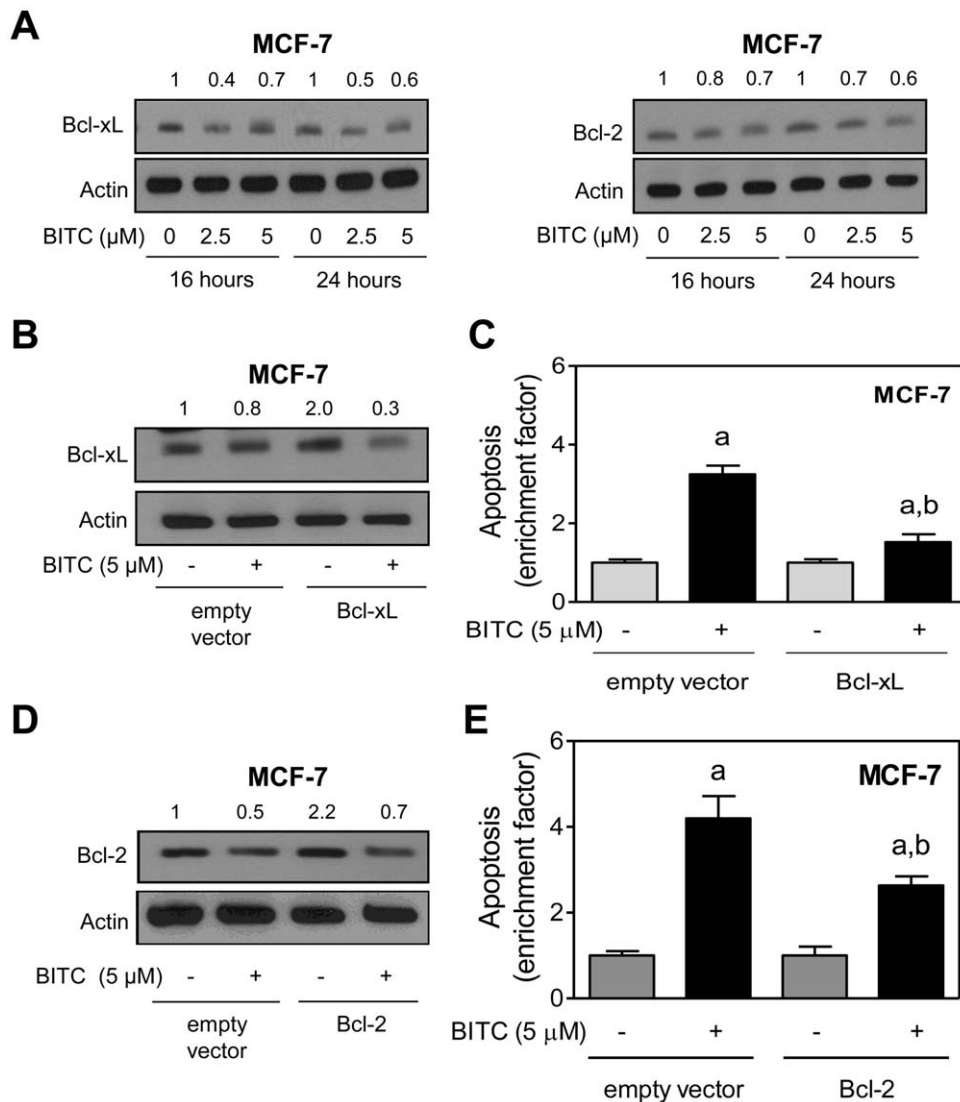 A
MCF-7
1 0.4 0.7 1 0.5 0.6
Bcl-xL
Actin
BITC (µM) 0 2.5 5 0 2.5 5
16 hours 24 hours
MCF-7
1 0.8 0.7 1 0.7 0.6
Bcl-2
Actin
BITC (µM) 0 2.5 5 0 2.5 5
16 hours 24 hours
B
MCF-7
1 0.8 2.0 0.3
Bcl-xL
Actin
BITC (5 µM) - + - +
empty Bcl-xL
vector
C
MCF-7
Apoptosis
(enrichment factor)
6
4
2
0
a
a,b
BITC (5 µM) - + - +
empty vector Bcl-xL
D
MCF-7
1 0.5 2.2 0.7
Bcl-2
Actin
BITC (5 µM) - + - +
empty Bcl-2
vector
E
MCF-7
Apoptosis
(enrichment factor)
6
4
2
0
a
a,b
BITC (5 µM) - + - +
empty vector Bcl-2